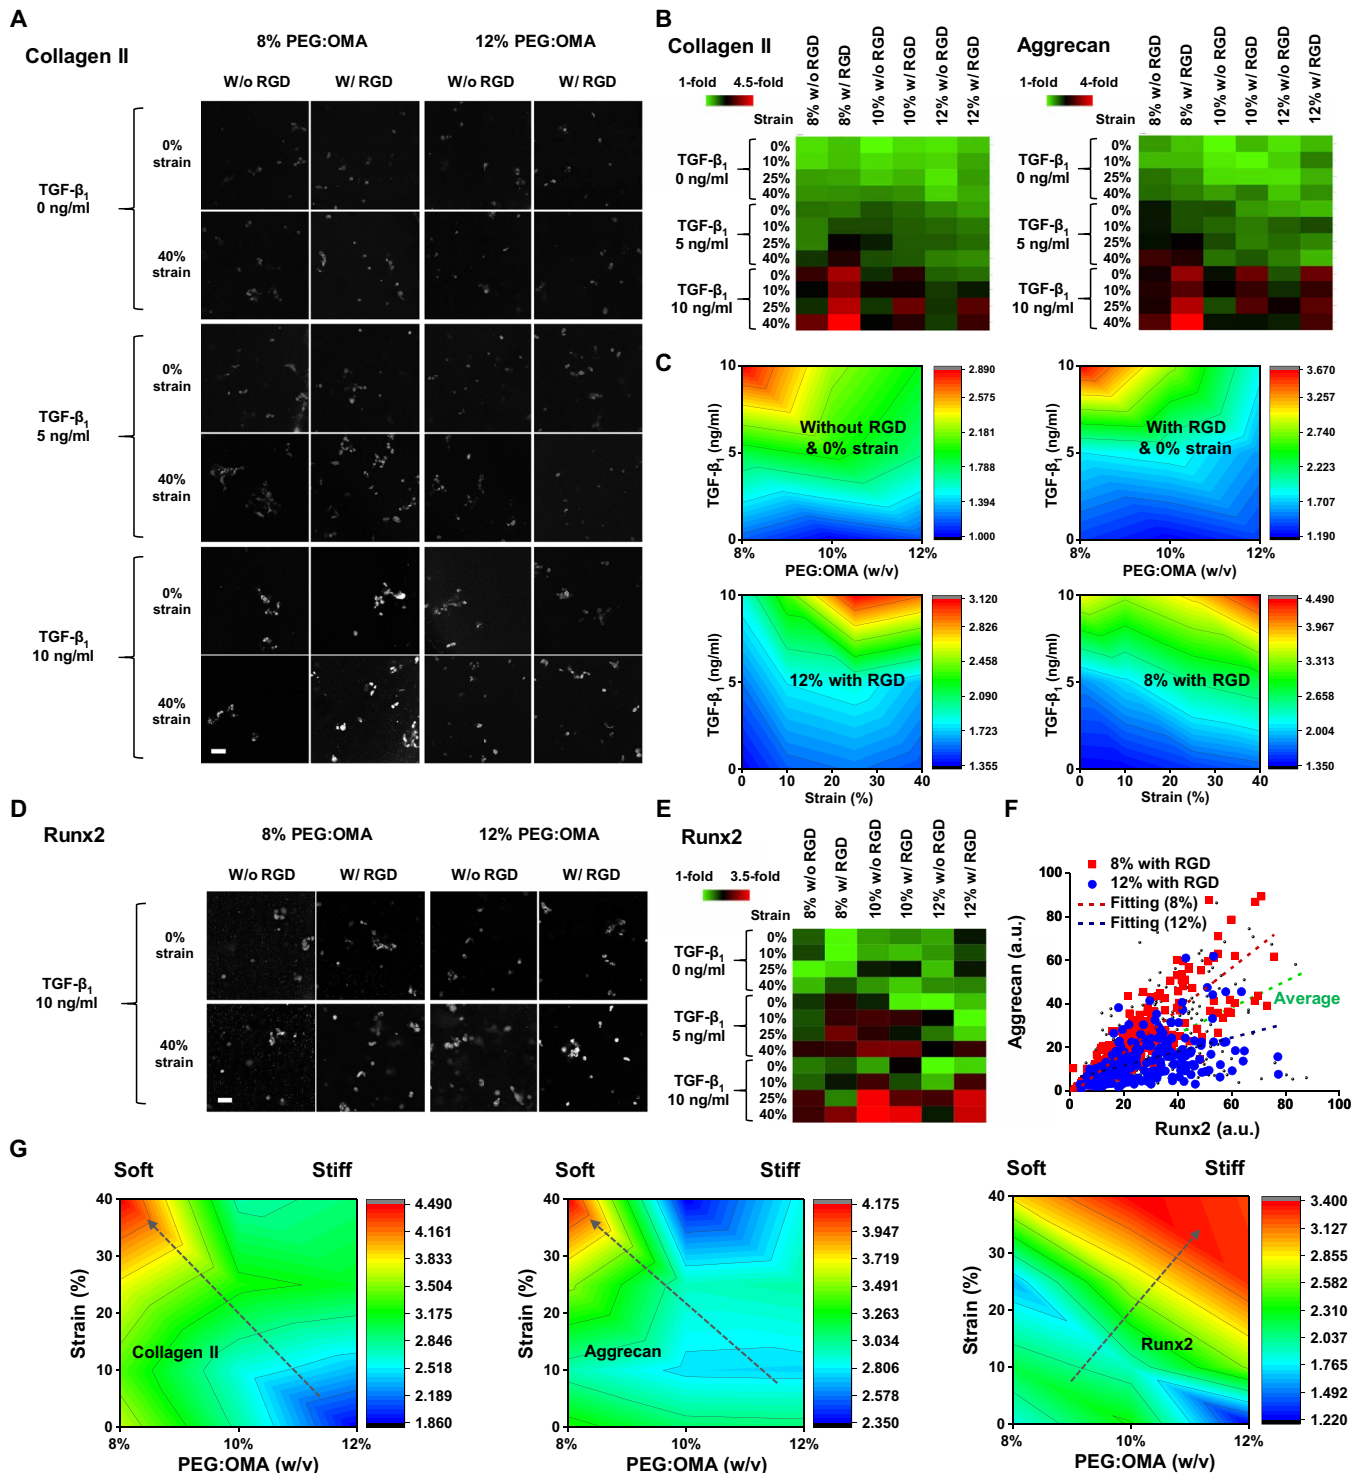 A
Collagen II
8% PEG:OMA
12% PEG:OMA
W/o RGD
W/ RGD
W/o RGD
W/ RGD
TGF-β1
0 ng/ml
0%
strain
40%
strain
TGF-β1
5 ng/ml
0%
strain
40%
strain
TGF-β1
10 ng/ml
0%
strain
40%
strain
B
Collagen II
1-fold
4.5-fold
Strain
8% w/o RGD
8% w/ RGD
10% w/o RGD
10% w/ RGD
12% w/o RGD
12% w/ RGD
TGF-β1
0 ng/ml
0%
10%
25%
40%
TGF-β1
5 ng/ml
0%
10%
25%
40%
TGF-β1
10 ng/ml
0%
10%
25%
40%
Aggrecan
1-fold
4-fold
Strain
8% w/o RGD
8% w/ RGD
10% w/o RGD
10% w/ RGD
12% w/o RGD
12% w/ RGD
TGF-β1
0 ng/ml
0%
10%
25%
40%
TGF-β1
5 ng/ml
0%
10%
25%
40%
TGF-β1
10 ng/ml
0%
10%
25%
40%
C
TGF-β1 (ng/ml)
10
5
0
Without RGD
& 0% strain
8%
10%
12%
PEG:OMA (w/v)
2.890
2.575
2.181
1.788
1.394
1.000
TGF-β1 (ng/ml)
10
5
0
With RGD
& 0% strain
8%
10%
12%
PEG:OMA (w/v)
3.670
3.257
2.740
2.223
1.707
1.190
TGF-β1 (ng/ml)
10
5
0
12% with RGD
0
10
20
30
40
Strain (%)
3.120
2.826
2.458
2.090
1.723
1.355
TGF-β1 (ng/ml)
10
5
0
8% with RGD
0
10
20
30
40
Strain (%)
4.490
3.967
3.313
2.658
2.004
1.350
D
Runx2
8% PEG:OMA
12% PEG:OMA
W/o RGD
W/ RGD
W/o RGD
W/ RGD
TGF-β1
10 ng/ml
0%
strain
40%
strain
E
Runx2
1-fold
3.5-fold
Strain
8% w/o RGD
8% w/ RGD
10% w/o RGD
10% w/ RGD
12% w/o RGD
12% w/ RGD
TGF-β1
0 ng/ml
0%
10%
25%
40%
TGF-β1
5 ng/ml
0%
10%
25%
40%
TGF-β1
10 ng/ml
0%
10%
25%
40%
F
8% with RGD
12% with RGD
Fitting (8%)
Fitting (12%)
Average
Aggrecan (a.u.)
100
80
60
40
20
0
0
20
40
60
80
100
Runx2 (a.u.)
G
Soft
Stiff
Strain (%)
40
30
20
10
0
Collagen II
8%
10%
12%
PEG:OMA (w/v)
4.490
4.161
3.833
3.504
3.175
2.846
2.518
2.189
1.860
Soft
Stiff
Strain (%)
40
30
20
10
0
Aggrecan
8%
10%
12%
PEG:OMA (w/v)
4.175
3.947
3.719
3.491
3.263
3.034
2.806
2.578
2.350
Soft
Stiff
Strain (%)
40
30
20
10
0
Runx2
8%
10%
12%
PEG:OMA (w/v)
3.400
3.127
2.855
2.582
2.310
2.037
1.765
1.492
1.220